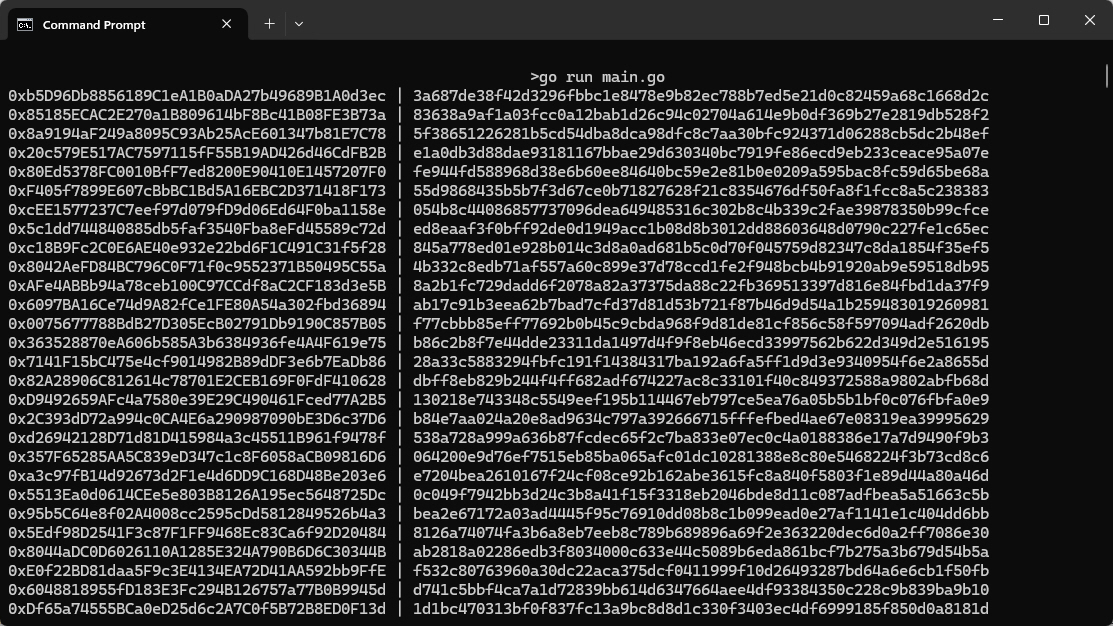 Command Prompt
>go run main.go
0xb5D96Db8856189C1eA1B0aDA27b49689B1A0d3ec | 3a687de38f42d3296fbbc1e8478e9b82ec788b7ed5e21d0c82459a68c1668d2c
0x85185ECAC2E270a1B809614bF8Bc41B08FE3B73a | 83638a9af1a03fcc0a12bab1d26c94c02704a614e9b0df369b27e2819db528f2
0x8a9194aF249a8095C93Ab25AcE601347b81E7C78 | 5f38651226281b5cd54dba8dca98dfc8c7aa30bfc924371d06288cb5dc2b48ef
0x20c579E517AC7597115fF55B19AD426d46CdFB2B | e1a0db3d88dae93181167bbae29d630340bc7919fe86ecd9eb233ceace95a07e
0x80Ed5378FC0010BfF7ed8200E90410E1457207F0 | fe944fd588968d38e6b60ee84640bc59e2e81b0e0209a595bac8fc59d65be68a
0xF405f7899E607cBbBC1Bd5A16EBC2D371418F173 | 55d9868435b5b7f3d67ce0b71827628f21c8354676df50fa8f1fcc8a5c238383
0xcEE1577237C7eef97d079fD9d06Ed64F0ba1158e | 054b8c44086857737096dea649485316c302b8c4b339c2fae39878350b99cfce
0x5c1dd744840885db5faf3540Fba8eFd45589c72d | ed8eaaf3f0bff92de0d1949acc1b08d8b3012dd88603648d0790c227fe1c65ec
0xc18B9Fc2C0E6AE40e932e22bd6F1C491C31f5f28 | 845a778ed01e928b014c3d8a0ad681b5c0d70f045759d82347c8da1854f35ef5
0x8042AeFD84BC796C0F71f0c9552371B50495C55a | 4b332c8edb71af557a60c899e37d78ccd1fe2f948bcb4b91920ab9e59518db95
0xAFe4ABBb94a78ceb100C97CCdf8aC2CF183d3e5B | 8a2b1fc729dadd6f2078a82a37375da88c22fb369513397d816e84fbd1da37f9
0x6097BA16Ce74d9A82fCe1FE80A54a302fbd36894 | ab17c91b3eea62b7bad7cfd37d81d53b721f87b46d9d54a1b259483019260981
0x0075677788BdB27D305EcB02791Db9190C857B05 | f77cbbb85eff77692b0b45c9cbda968f9d81de81cf856c58f597094adf2620db
0x363528870eA606b585A3b6384936fe4A4F619e75 | b86c2b8f7e44dde23311da1497d4f9f8eb46ecd33997562b622d349d2e516195
0x7141F15bC475e4cf9014982B89dDF3e6b7EaDb86 | 28a33c5883294fbfc191f14384317ba192a6fa5ff1d9d3e9340954f6e2a8655d
0x82A28906C812614c78701E2CEB169F0FdF410628 | dbff8eb829b244f4ff682adf674227ac8c33101f40c849372588a9802abfb68d
0xD9492659AFc4a7580e39E29C490461Fced77A2B5 | 130218e743348c5549eef195b114467eb797ce5ea76a05b5b1bf0c076fbfa0e9
0x2C393dD72a994c0CA4E6a290987090bE3D6c37D6 | b84e7aa024a20e8ad9634c797a392666715fffefbed4ae67e08319ea39995629
0xd26942128D71d81D415984a3c45511B961f9478f | 538a728a999a636b87fcdec65f2c7ba833e07ec0c4a0188386e17a7d9490f9b3
0x357F65285AA5C839eD347c1c8F6058aCB09816D6 | 064200e9d76ef7515eb85ba065afc01dc10281388e8c80e5468224f3b73cd8c6
0xa3c97fB14d92673d2F1e4d6DD9C168D48Be203e6 | e7204bea2610167f24cf08ce92b162abe3615fc8a840f5803f1e89d44a80a46d
0x5513Ea0d0614CEe5e803B8126A195ec5648725Dc | 0c049f7942bb3d24c3b8a41f15f3318eb2046bde8d11c087adfbea5a51663c5b
0x95b5C64e8f02A4008cc2595cDd5812849526b4a3 | bea2e67172a03ad4445f95c76910dd08b8c1b099ead0e27af1141e1c404dd6bb
0x5Edf98D2541F3c87F1FF9468Ec83Ca6f92D20484 | 8126a74074fa3b6a8eb7eeb8c789b689896a69f2e363220dec6d0a2ff7086e30
0x8044aDC0D6026110A1285E324A790B6D6C30344B | ab2818a02286edb3f8034000c633e44c5089b6eda861bcf7b275a3b679d54b5a
0xE0f22BD81daa5F9c3E4134EA72D41AA592bb9FfE | f532c80763960a30dc22aca375dcf0411999f10d26493287bd64a6e6cb1f50fb
0x6048818955fD183E3Fc294B126757a77B0B9945d | d741c5bbf4ca7a1d72839bb614d6347664aee4df93384350c228c9b839ba9b10
0xDf65a74555BCa0eD25d6c2A7C0f5B72B8ED0F13d | 1d1bc470313bf0f837fc13a9bc8d8d1c330f3403ec4df6999185f850d0a8181d